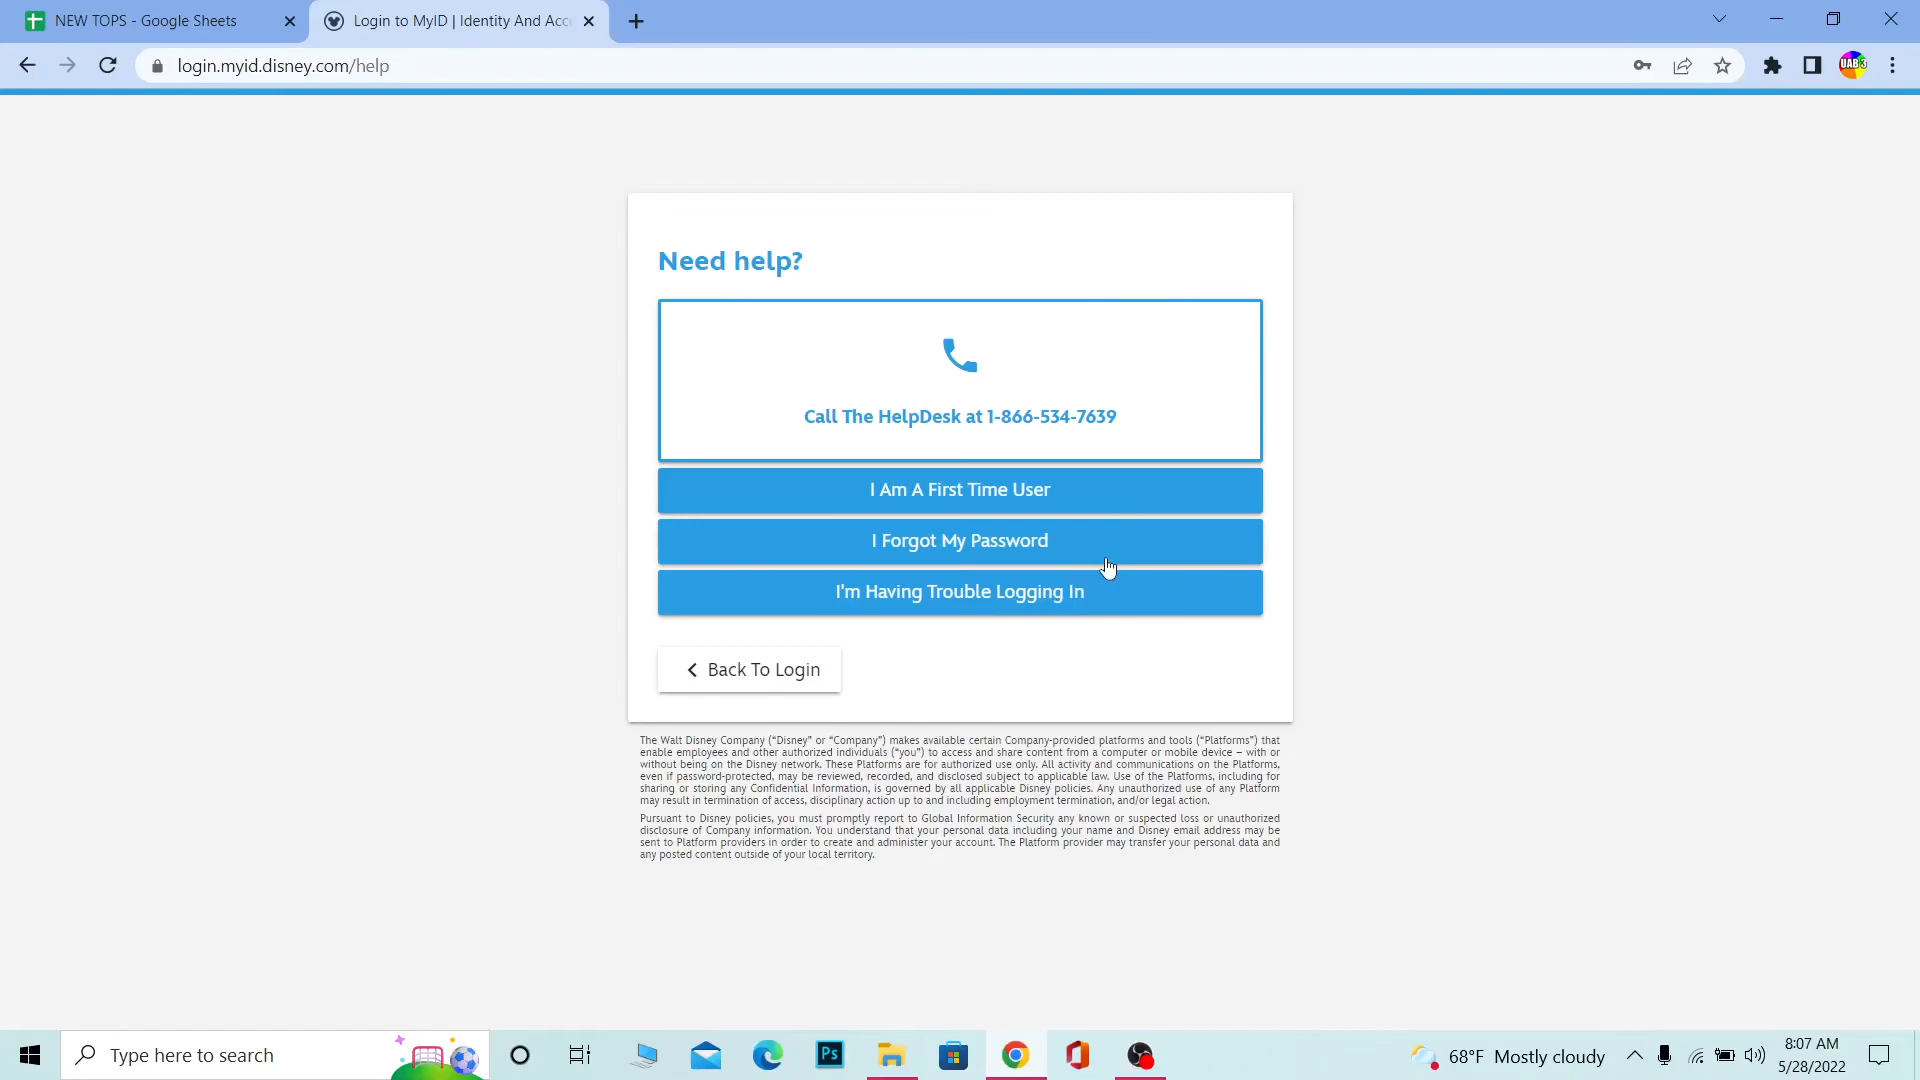 NEW TOPS - Google Sheets
Login to MyID | Identity And Acc
login.myid.disney.com/help
UAB 3
Need help?
Call The HelpDesk at 1-866-534-7639
I Am A First Time User
I Forgot My Password
I'm Having Trouble Logging In
Back To Login
The Walt Disney Company (“Disney” or “Company”) makes available certain Company-provided platforms and tools (“Platforms”) that
enable employees and other authorized individuals (“you”) to access and share content from a computer or mobile device – with or
without being on the Disney network. These Platforms are for authorized use only. All activity and communications on the Platforms,
even if password-protected, may be reviewed, recorded, and disclosed subject to applicable law. Use of the Platforms, including for
sharing or storing any Confidential Information, is governed by all applicable Disney policies. Any unauthorized use of any Platform
may result in termination of access, disciplinary action up to and including employment termination, and/or legal action.
Pursuant to Disney policies, you must promptly report to Global Information Security any known or suspected loss or unauthorized
disclosure of Company information. You understand that your personal data including your name and Disney email address may be
sent to Platform providers in order to create and administer your account. The Platform provider may transfer your personal data and
any posted content outside of your local territory.
Type here to search
Ps
68°F Mostly cloudy
8:07 AM
5/28/2022